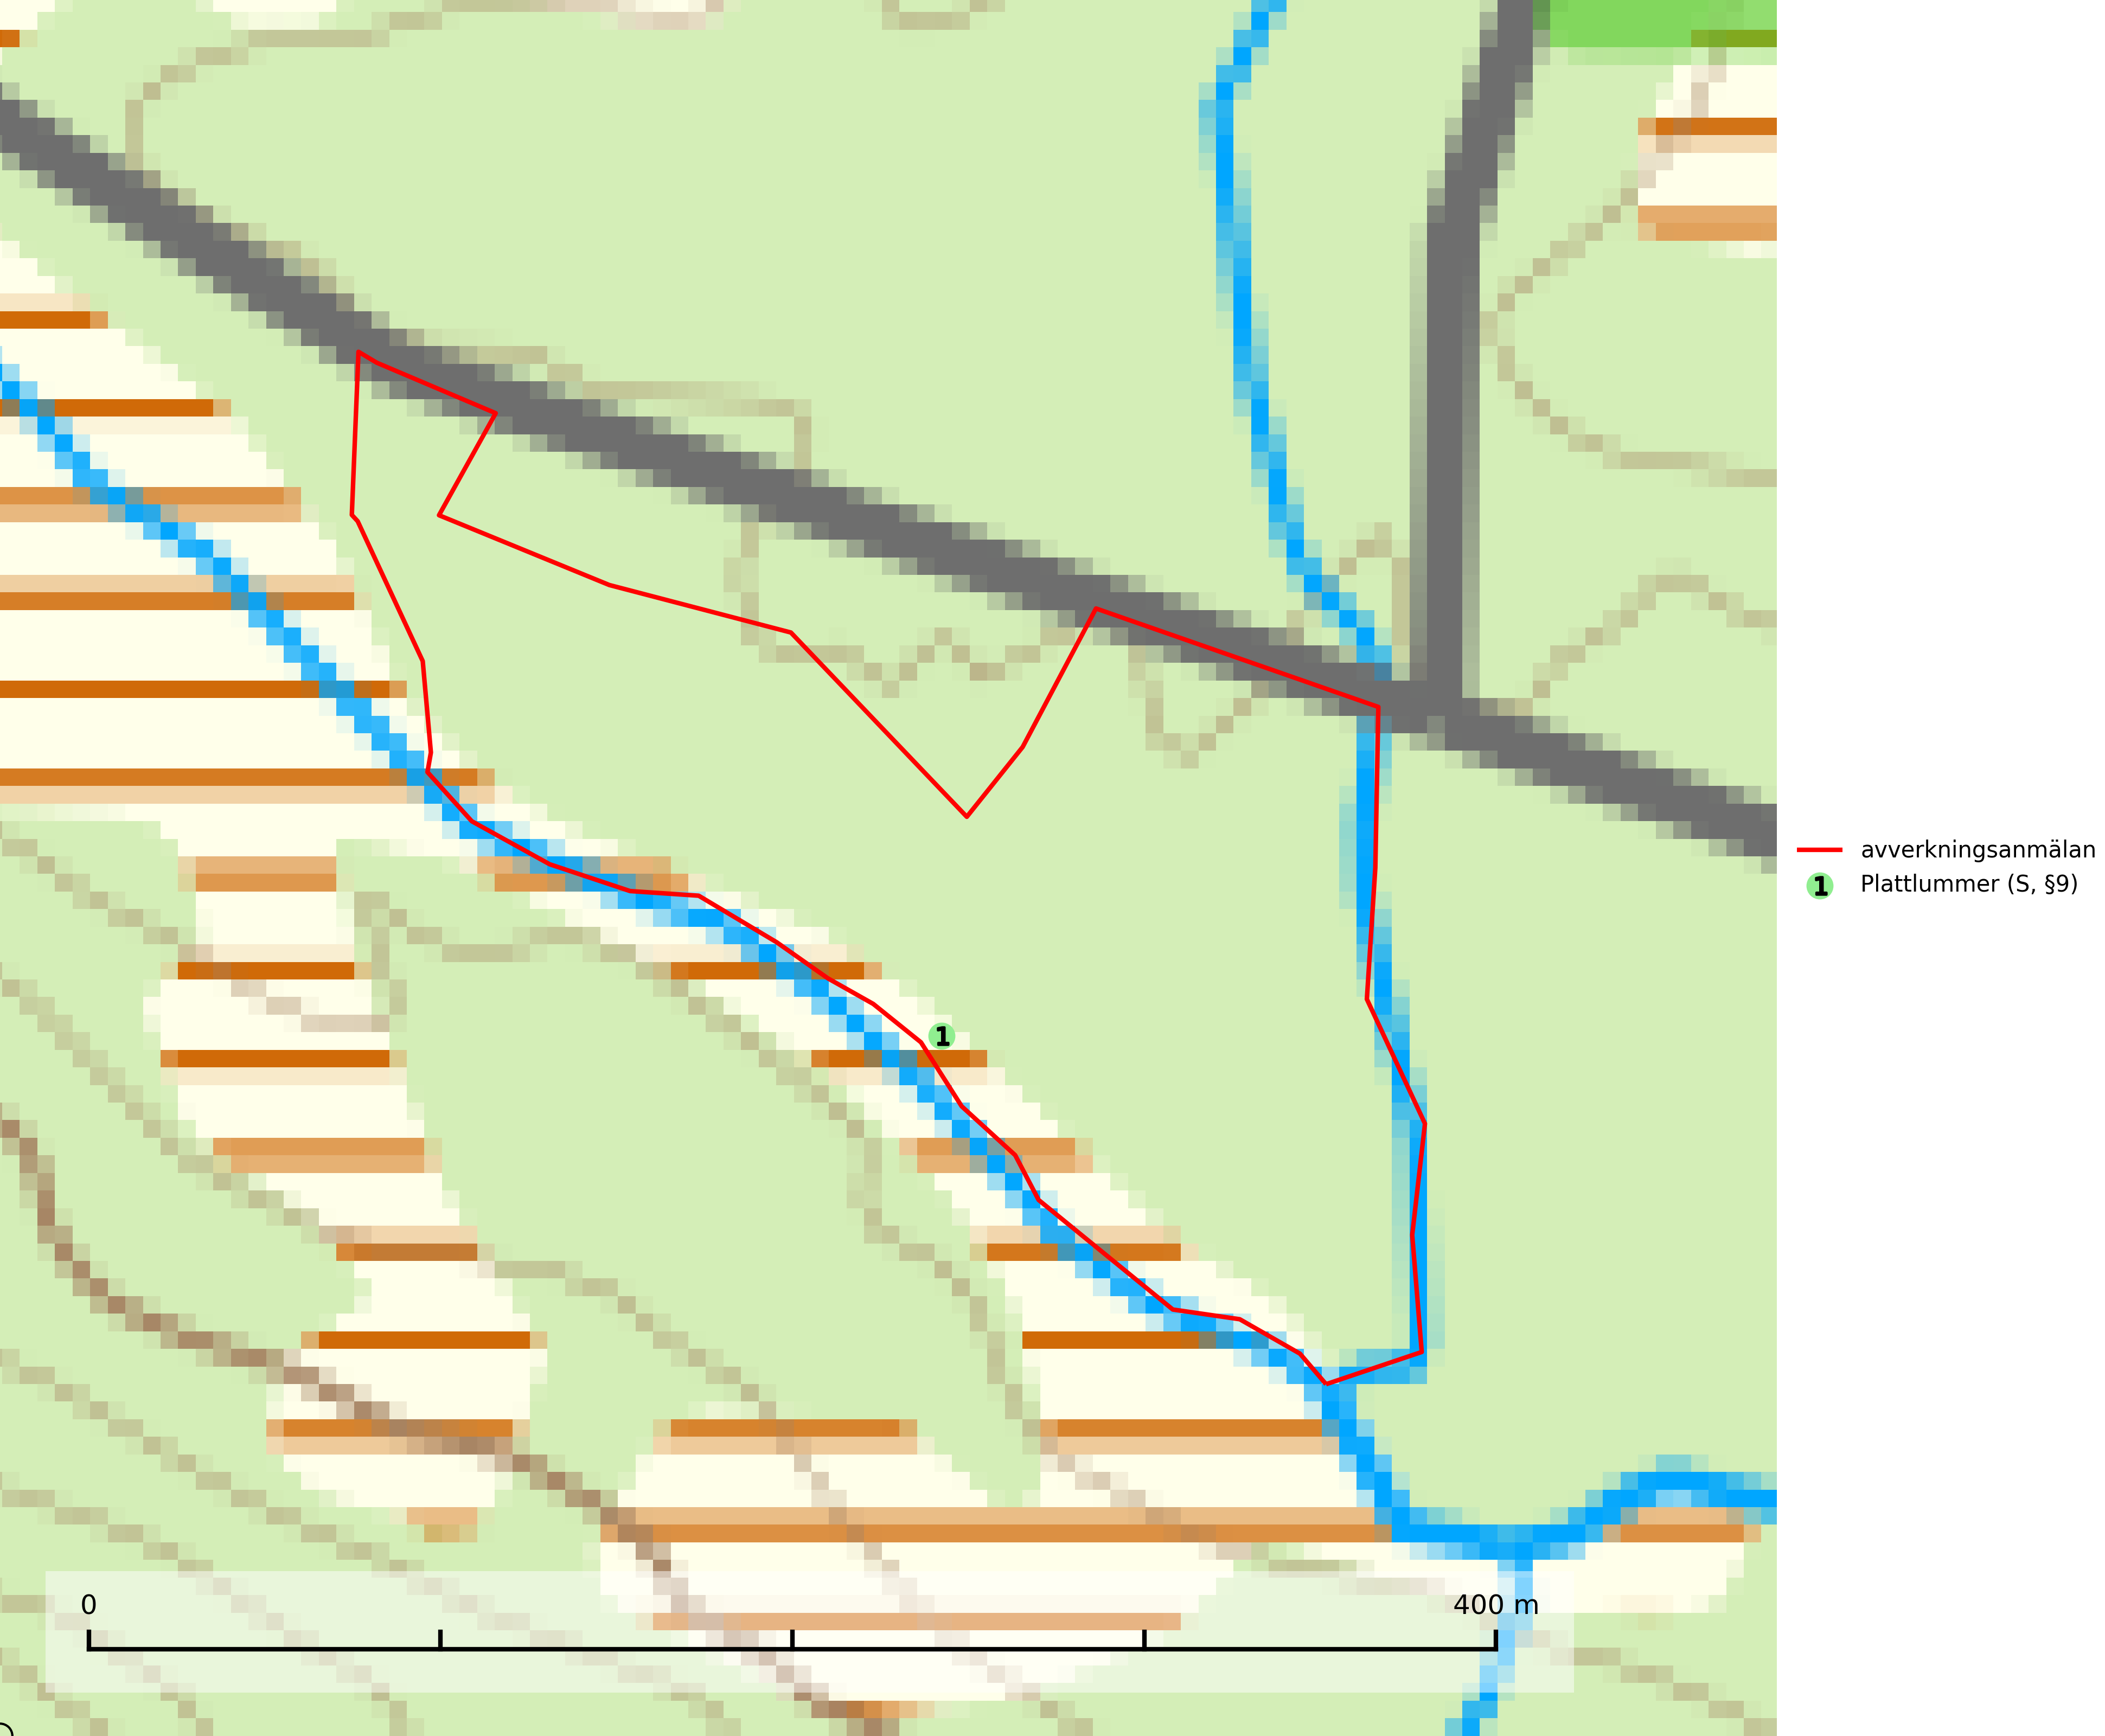 avverkningsanmälan
1 Plattlummer (S, §9)
1
0 400 m